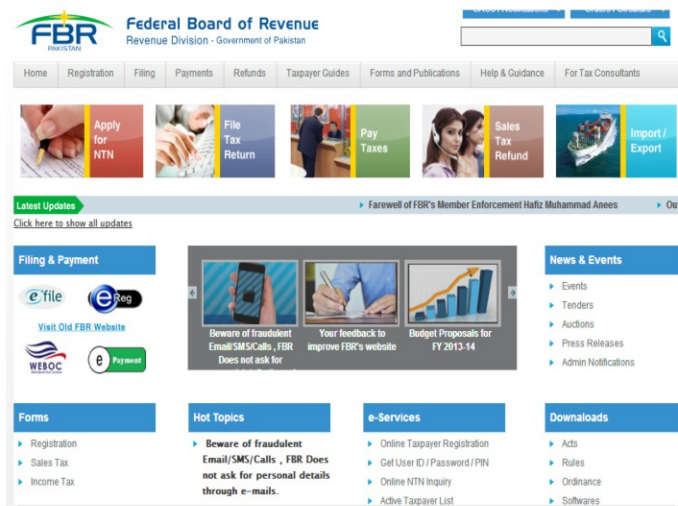 FBR
PAKISTAN
Federal Board of Revenue
Revenue Division - Government of Pakistan
Home Registration Filing Payments Refunds Taxpayer Guides Forms and Publications Help & Guidance For Tax Consultants
Apply
for
NTN
File
Tax
Return
Pay
Taxes
Sales
Tax
Refund
Import /
Export
Latest Updates
Farewell of FBR's Member Enforcement Hafiz Muhammad Anees
Click here to show all updates
Filing & Payment
e file
e Reg
Visit Old FBR Website
WEBOC
e Payment
Beware of fraudulent
Email/SMS/Calls , FBR
Does not ask for
Your feedback to
improve FBR's website
Budget Proposals for
FY 2013-14
News & Events
Events
Tenders
Auctions
Press Releases
Admin Notifications
Forms
Registration
Sales Tax
Income Tax
Hot Topics
Beware of fraudulent
Email/SMS/Calls , FBR Does
not ask for personal details
through e-mails.
e-Services
Online Taxpayer Registration
Get User ID / Password / PIN
Online NTN Inquiry
Active Taxpayer List
Downloads
Acts
Rules
Ordinance
Softwares